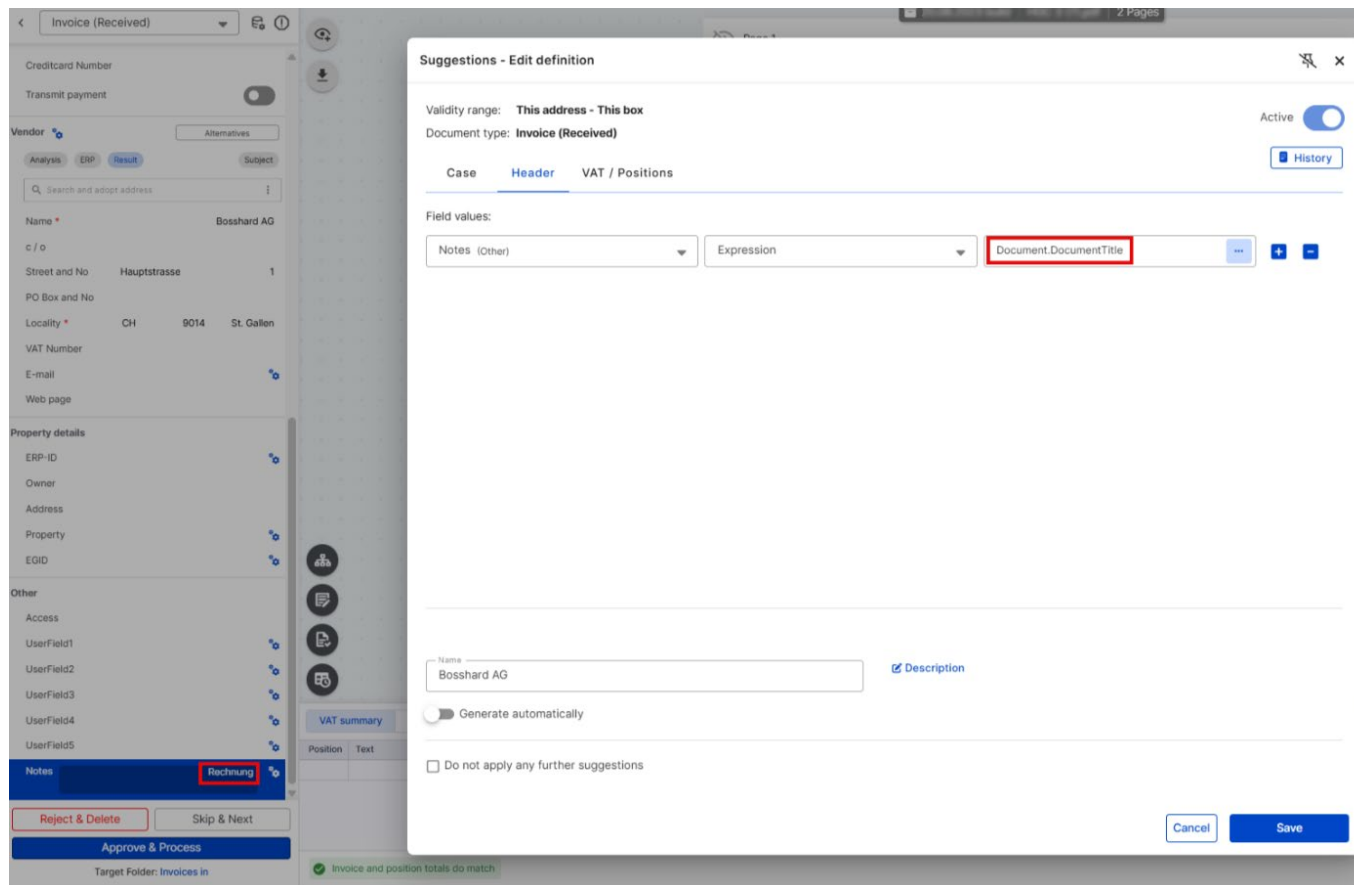 Invoice (Received)
Creditcard Number
Transmit payment
Vendor
Alternatives
Analysis ERP Result Subject
Search and adopt address
Name * Bosshard AG
c / o
Street and No Hauptstrasse 1
PO Box and No
Locality * CH 9014 St. Gallen
VAT Number
E-mail
Web page
Property details
ERP-ID
Owner
Address
Property
EGID
Other
Access
UserField1
UserField2
UserField3
UserField4
UserField5
Notes Rechnung
Reject & Delete Skip & Next
Approve & Process
Target Folder: Invoices in
2 Pages
Page 1
Suggestions - Edit definition
Validity range: This address - This box
Active
Document type: Invoice (Received)
History
Case Header VAT / Positions
Field values:
Notes (Other) Expression Document.DocumentTitle
Name
Bosshard AG
Description
Generate automatically
Do not apply any further suggestions
Cancel Save
VAT summary
Position Text
Invoice and position totals do match